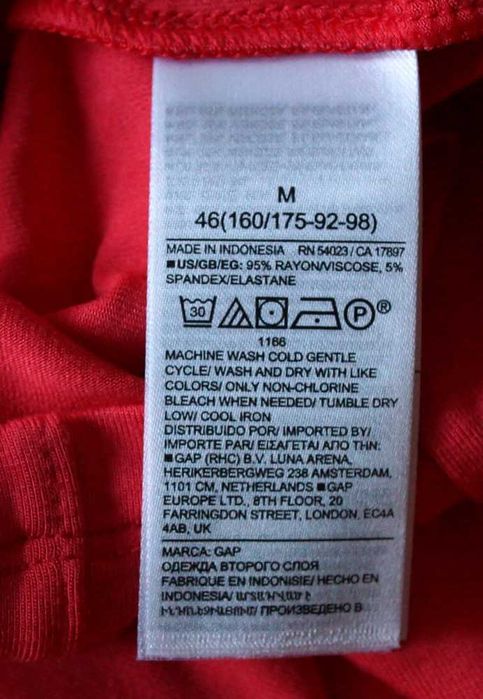 M
46(160/175-92-98)
MADE IN INDONESIA RN 54023 / CA 17897
■US/GB/EG: 95% RAYON/VISCOSE, 5%
SPANDEX/ELASTANE
30 P ®
1166
MACHINE WASH COLD GENTLE
CYCLE/ WASH AND DRY WITH LIKE
COLORS/ ONLY NON-CHLORINE
BLEACH WHEN NEEDED/ TUMBLE DRY
LOW/ COOL IRON
DISTRIBUIDO POR/ IMPORTED BY/
IMPORTE PAR/ ΕΙΣΑΓΕΤΑΙ ΑΠΟ ΤΗΝ:
■GAP (RHC) B.V. LUNA ARENA,
HERIKERBERGWEG 238 AMSTERDAM,
1101 CM, NETHERLANDS ■GAP
EUROPE LTD., 8TH FLOOR, 20
FARRINGDON STREET, LONDON, EC4A
4AB, UK
MARCA: GAP
ОДЕЖДА ВТОРОГО СЛОЯ
FABRIQUE EN INDONISIE/ HECHO EN
INDONESIA/
ПРОИЗВЕДЕНО В